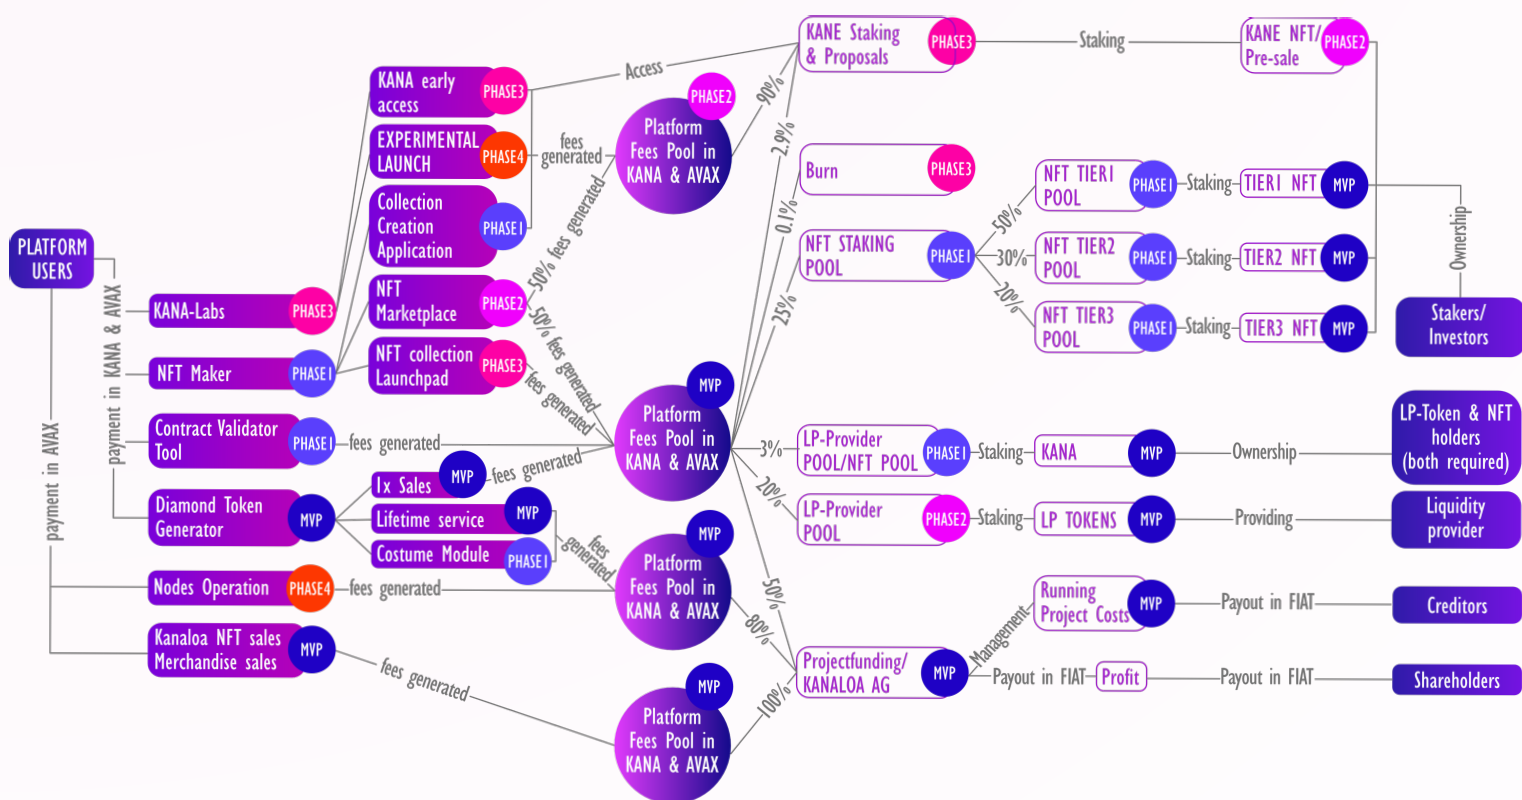 PLATFORM
USERS
payment in AVAX
payment in KANA & AVAX
KANA-Labs
PHASE3
NFT Maker
PHASE1
Contract Validator
Tool
PHASE1
fees generated
Diamond Token
Generator
MVP
Nodes Operation
PHASE4
fees generated
Kanaloa NFT sales
Merchandise sales
MVP
fees generated
KANA early
access
PHASE3
Access
EXPERIMENTAL
LAUNCH
PHASE4
fees
generated
Collection
Creation
Application
PHASE1
NFT
Marketplace
PHASE2
50% fees generated
50% fees generated
NFT collection
Launchpad
PHASE3
fees generated
1x Sales
MVP
fees generated
Lifetime service
MVP
Costume Module
PHASE1
fees
generated
PHASE2
Platform
Fees Pool in
KANA & AVAX
90%
MVP
Platform
Fees Pool in
KANA & AVAX
2.9%
0.1%
25%
3%
20%
50%
MVP
Platform
Fees Pool in
KANA & AVAX
80%
MVP
Platform
Fees Pool in
KANA & AVAX
100%
KANE Staking
& Proposals
PHASE3
Staking
KANE NFT/
Pre-sale
PHASE2
Burn
PHASE3
NFT STAKING
POOL
PHASE1
50%
30%
20%
NFT TIER1
POOL
PHASE1
Staking
TIER1 NFT
MVP
NFT TIER2
POOL
PHASE1
Staking
TIER2 NFT
MVP
NFT TIER3
POOL
PHASE1
Staking
TIER3 NFT
MVP
Ownership
Stakers/
Investors
LP-Provider
POOL/NFT POOL
PHASE1
Staking
KANA
MVP
Ownership
LP-Token & NFT
holders
(both required)
LP-Provider
POOL
PHASE2
Staking
LP TOKENS
MVP
Providing
Liquidity
provider
Projectfunding/
KANALOA AG
MVP
Management
Running
Project Costs
MVP
Payout in FIAT
Creditors
Payout in FIAT
Profit
Payout in FIAT
Shareholders